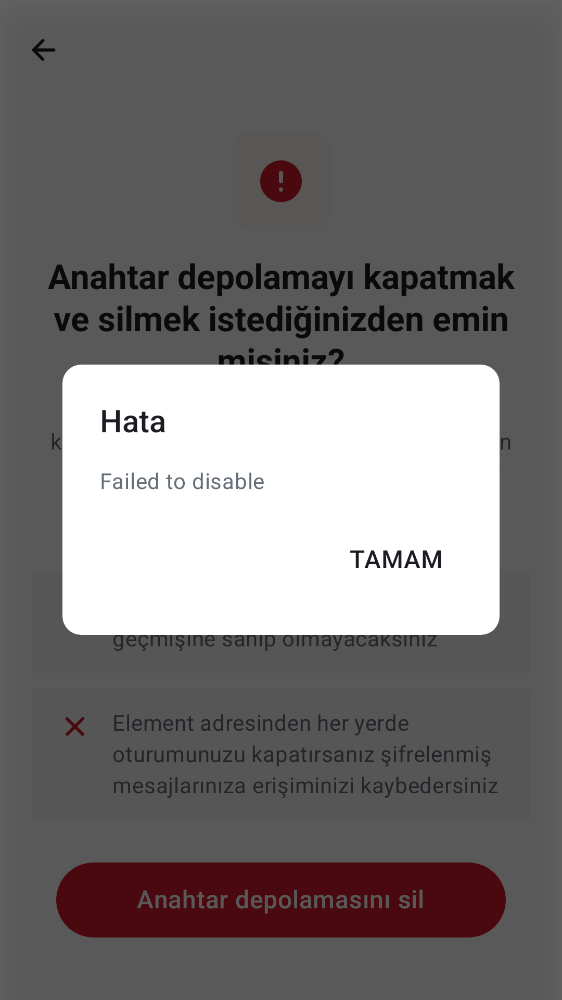 Anahtar depolamayı kapatmak
ve silmek istediğinizden emin
misiniz?
Hata
Failed to disable
TAMAM
geçmişine sahip olmayacaksınız
Element adresinden her yerde
oturumunuzu kapatırsanız şifrelenmiş
mesajlarınıza erişiminizi kaybedersiniz
Anahtar depolamasını sil